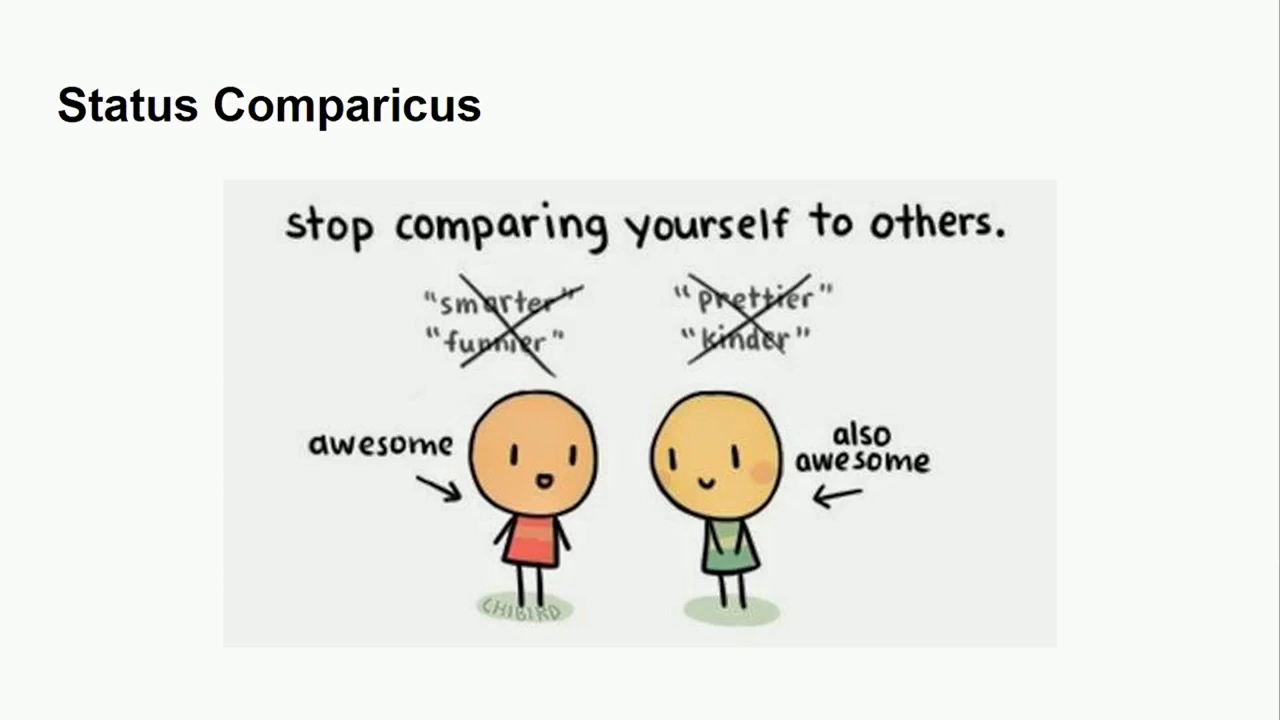 Status Comparicus
stop comparing yourself to others.
"smarter"
"funnier"
"prettier"
"kinder"
awesome
also
awesome
CHIBIRD